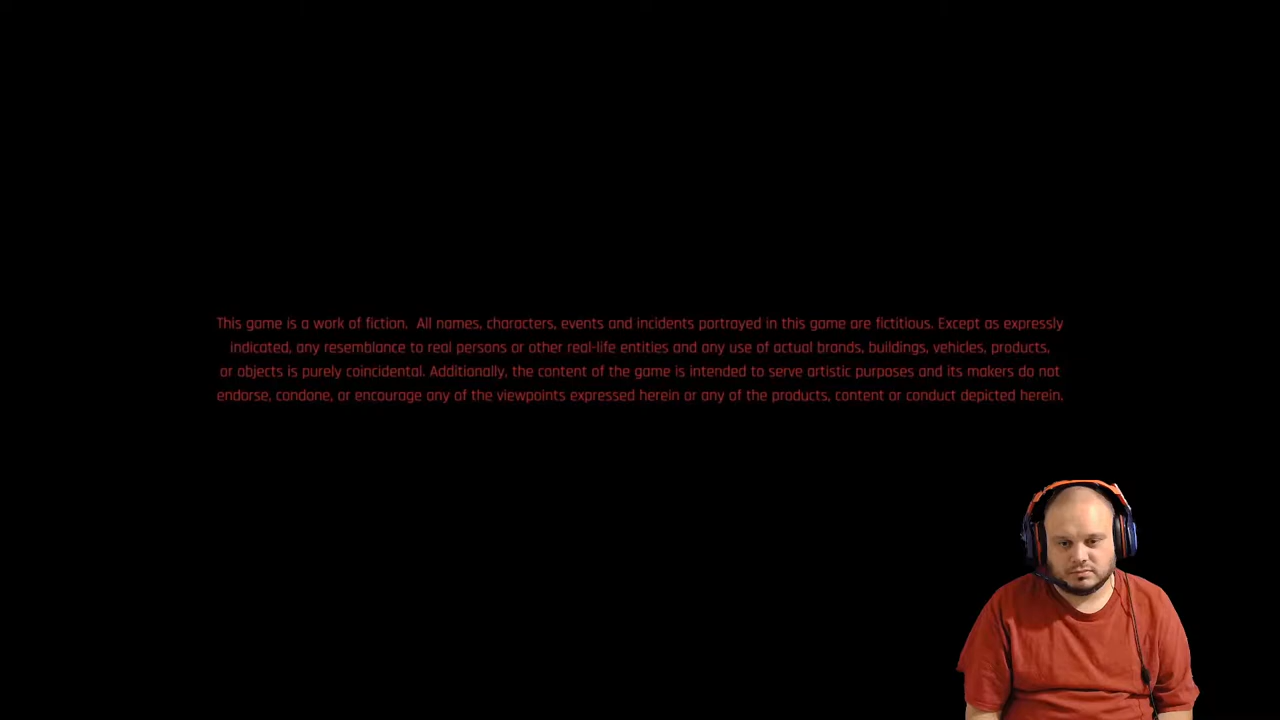 This game is a work of fiction.  All names, characters, events and incidents portrayed in this game are fictitious. Except as expressly
indicated, any resemblance to real persons or other real-life entities and any use of actual brands, buildings, vehicles, products,
or objects is purely coincidental. Additionally, the content of the game is intended to serve artistic purposes and its makers do not
endorse, condone, or encourage any of the viewpoints expressed herein or any of the products, content or conduct depicted herein.